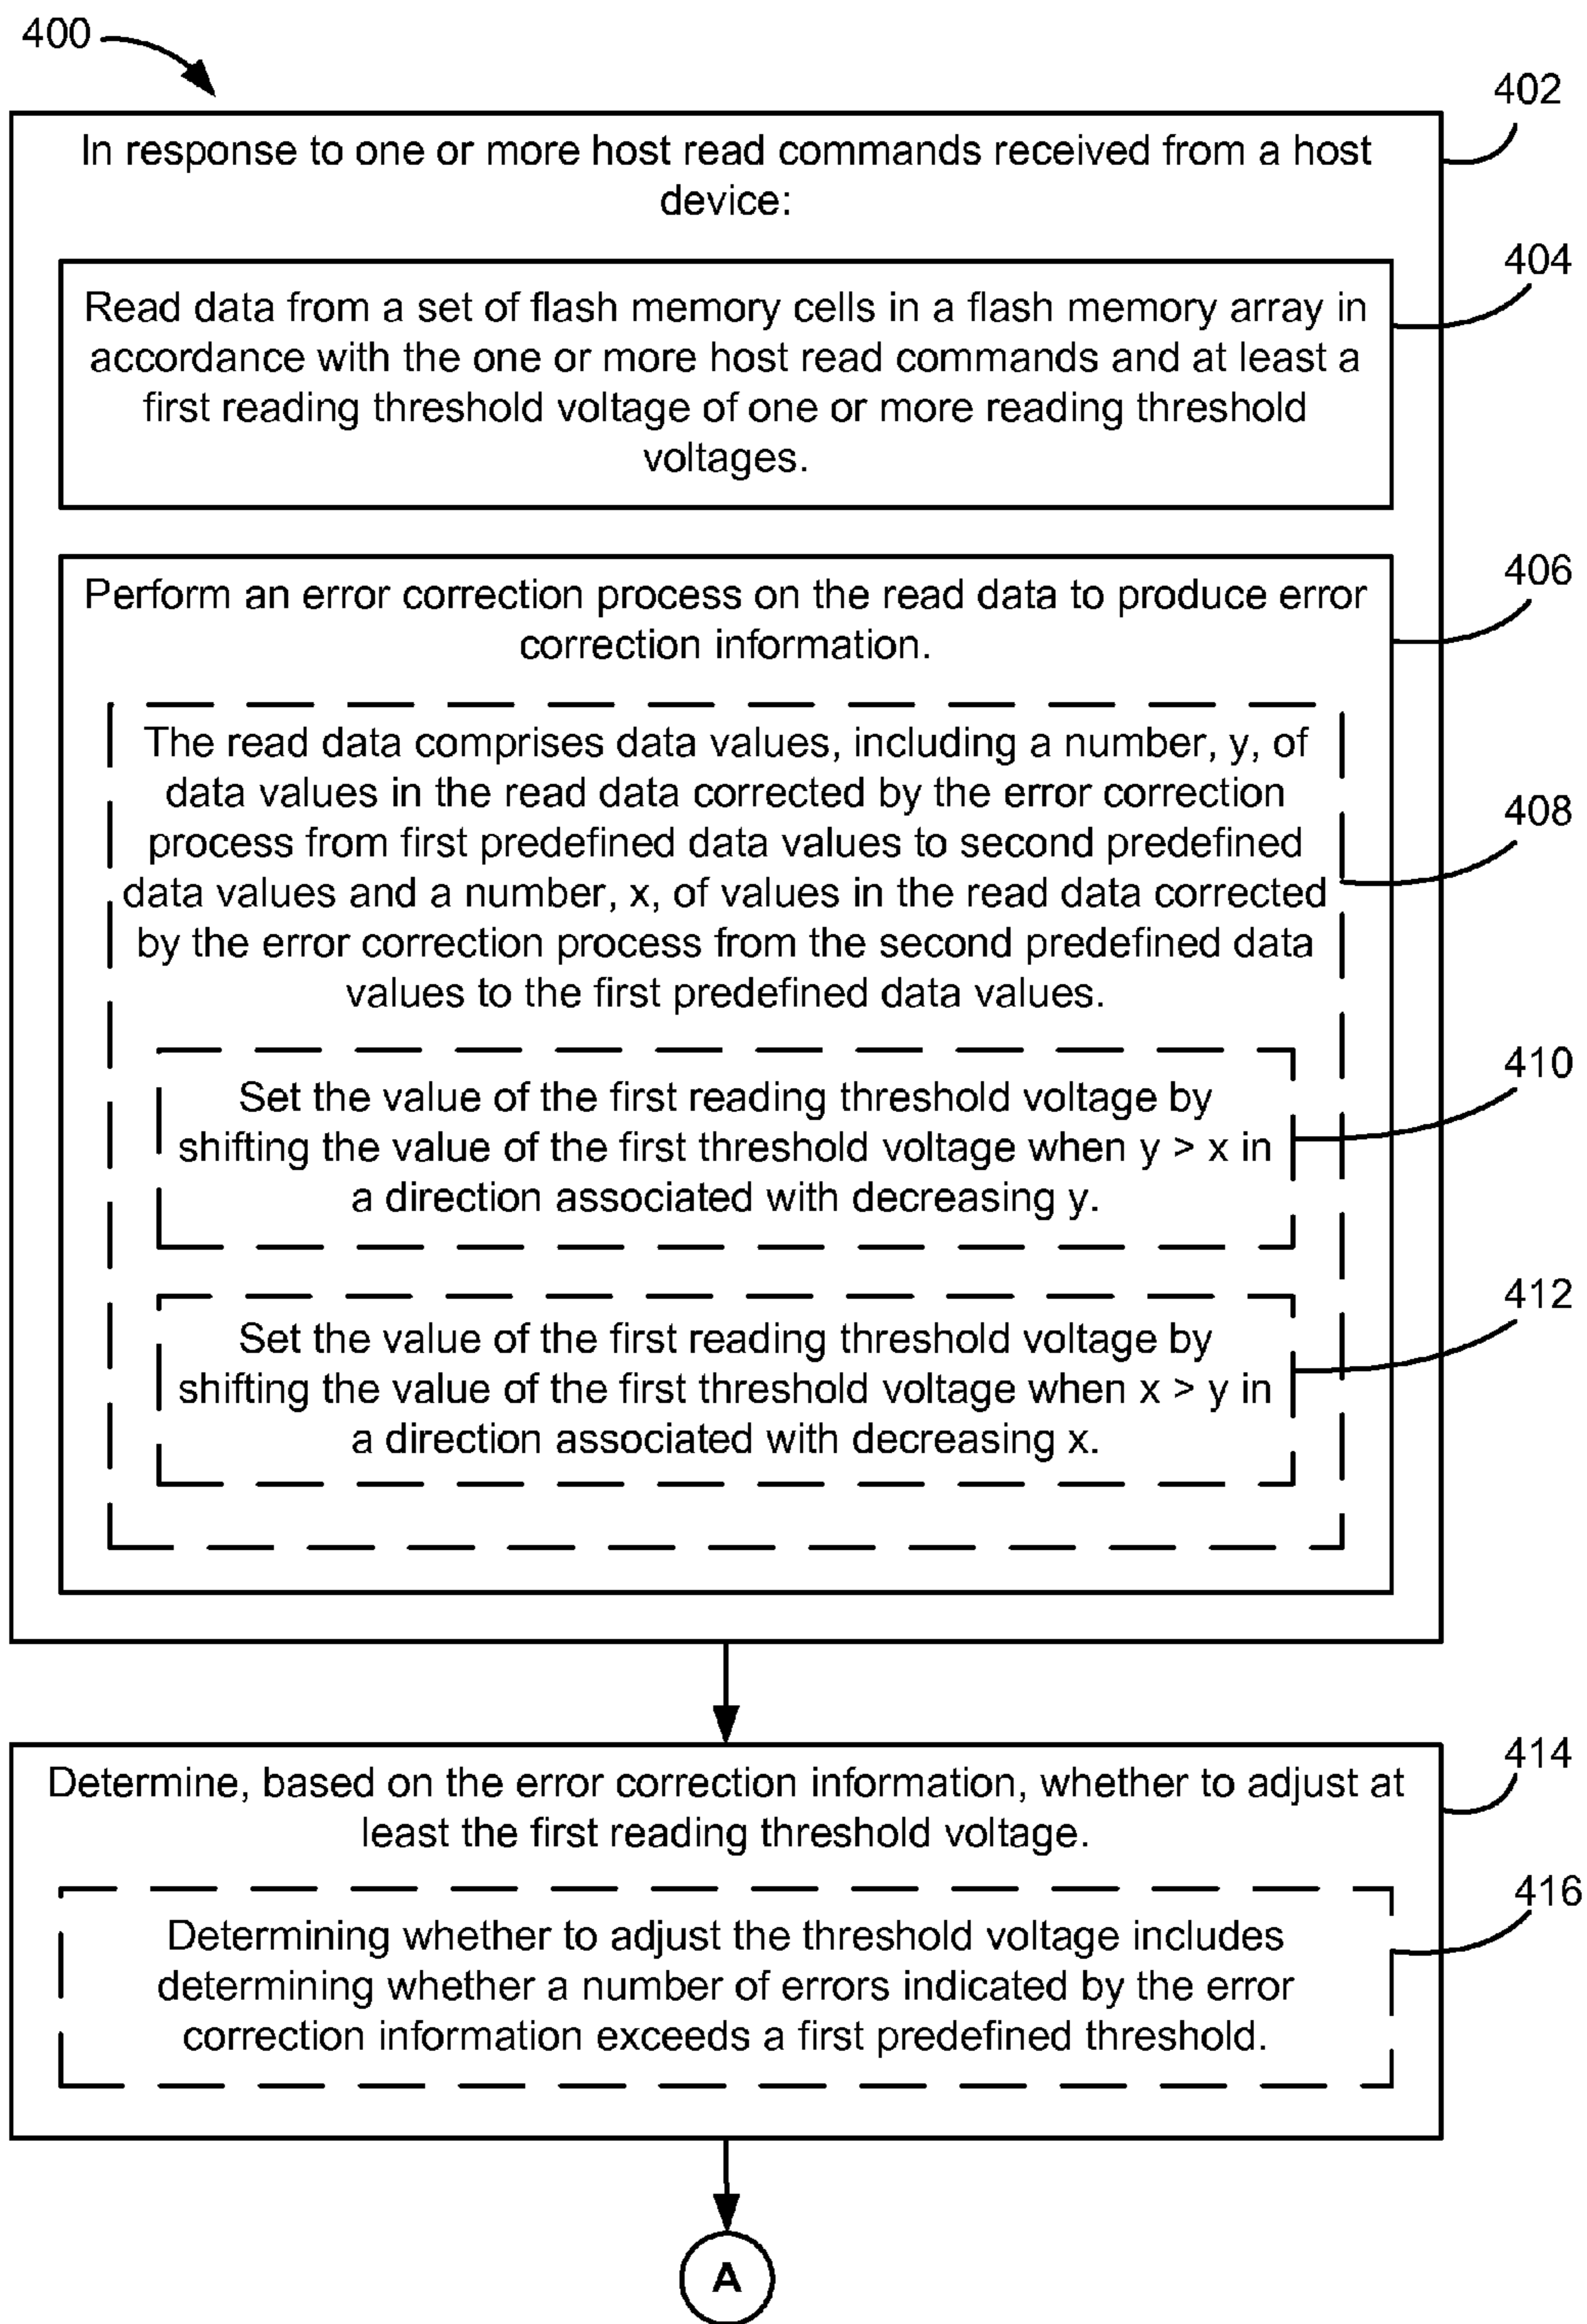 400
402
In response to one or more host read commands received from a host
device:
404
Read data from a set of flash memory cells in a flash memory array in
accordance with the one or more host read commands and at least a
first reading threshold voltage of one or more reading threshold
voltages.
406
Perform an error correction process on the read data to produce error
correction information.
The read data comprises data values, including a number, y, of
data values in the read data corrected by the error correction
408
process from first predefined data values to second predefined
data values and a number, x, of values in the read data corrected
by the error correction process from the second predefined data
values to the first predefined data values.
410
Set the value of the first reading threshold voltage by
shifting the value of the first threshold voltage when y > x in
a direction associated with decreasing y.
412
Set the value of the first reading threshold voltage by
shifting the value of the first threshold voltage when x > y in
a direction associated with decreasing x.
414
Determine, based on the error correction information, whether to adjust at
least the first reading threshold voltage.
416
Determining whether to adjust the threshold voltage includes
determining whether a number of errors indicated by the error
correction information exceeds a first predefined threshold.
A